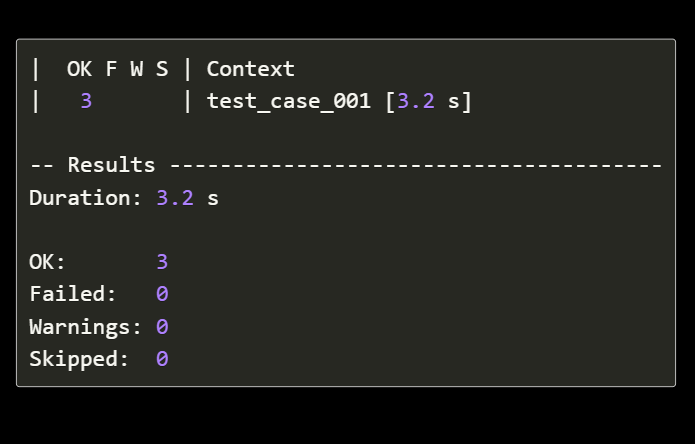 |  OK F W S | Context
|   3       | test_case_001 [3.2 s]
-- Results ---------------------------------------
Duration: 3.2 s
OK:       3
Failed:   0
Warnings: 0
Skipped:  0